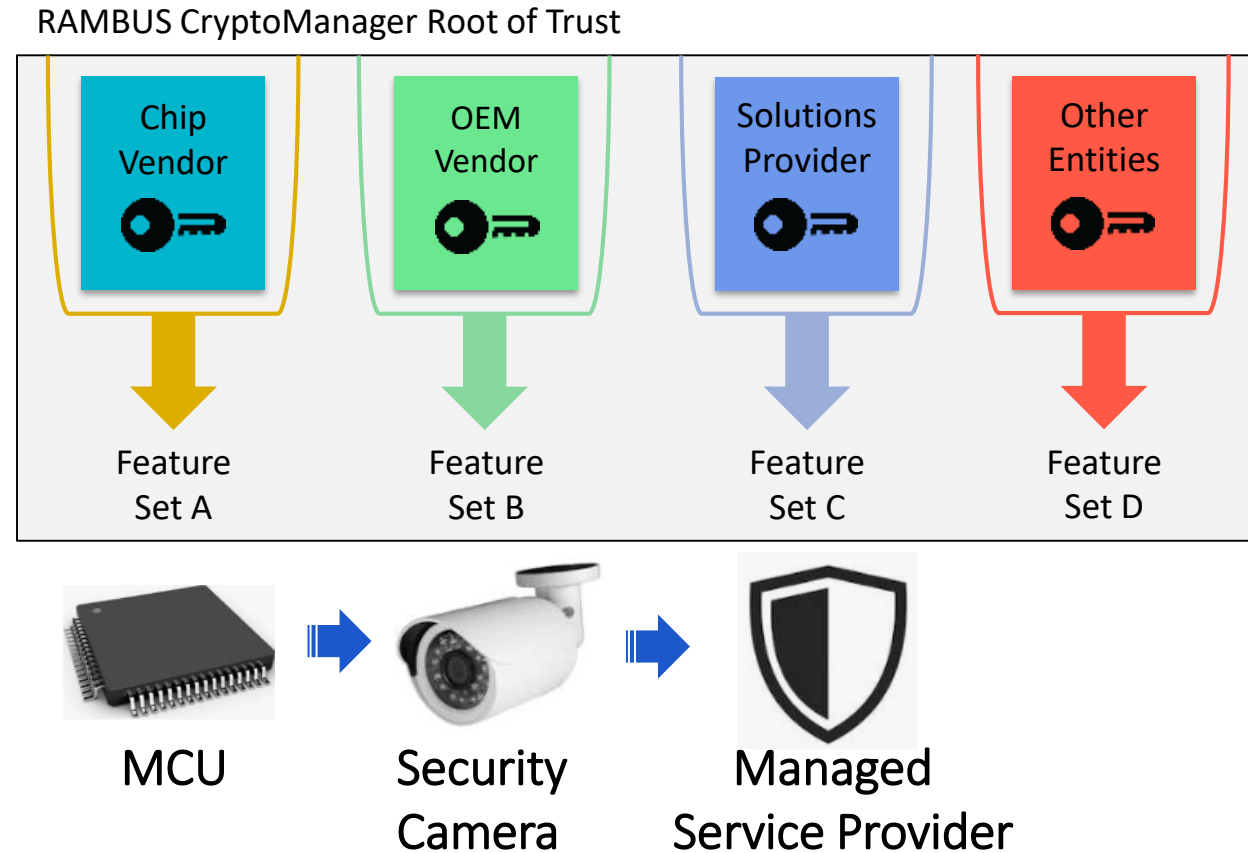 RAMBUS CryptoManager Root of Trust
Chip
Vendor
OEM
Vendor
Solutions
Provider
Other
Entities
Feature
Set A
Feature
Set B
Feature
Set C
Feature
Set D
MCU
Security
Camera
Managed
Service Provider